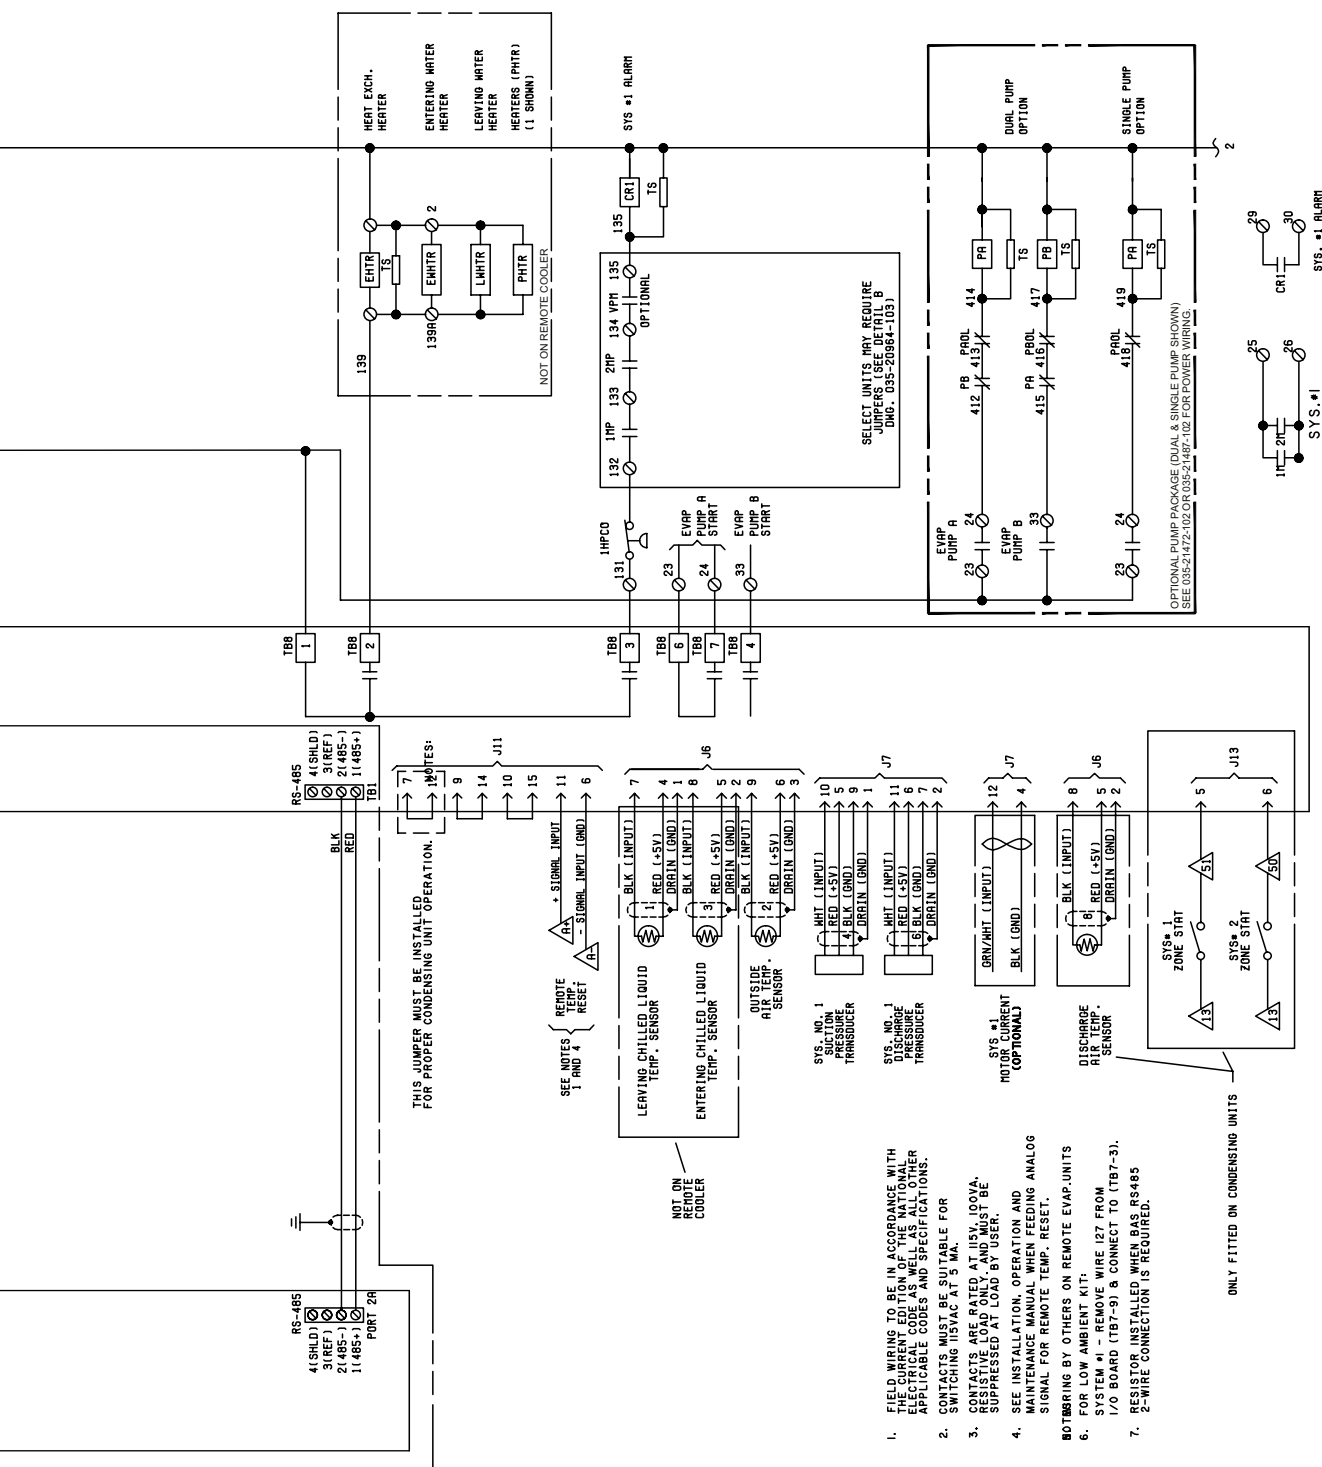 HEAT EXCH.
HEATER
ENTERING WATER
HEATER
LEAVING WATER
HEATER
HEATERS (PHTR)
(1 SHOWN)
EHTR
TS
EWHTR
LWHTR
PHTR
2
139
139A
NOT ON REMOTE COOLER
SYS #1 ALARM
CR1
TS
135
135
VPM
134
OPTIONAL
2MP
133
1MP
132
SELECT UNITS MAY REQUIRE
JUMPERS (SEE DETAIL B
DWG. 035-20964-103)
1HPCO
131
23
24
33
EVAP
PUMP A
START
EVAP
PUMP B
START
DUAL PUMP
OPTION
SINGLE PUMP
OPTION
2
PA
TS
PB
TS
PA
TS
414
417
419
PAOL
413
PB
412
PBOL
416
PA
415
PAOL
418
EVAP
PUMP A
24
23
EVAP
PUMP B
33
24
23
OPTIONAL PUMP PACKAGE (DUAL & SINGLE PUMP SHOWN)
SEE 035-21472-102 OR 035-21487-102 FOR POWER WIRING.
29
30
CR1
SYS. #1 ALARM
25
26
1M
2M
SYS.#1
TB8
1
TB8
2
TB8
3
TB8
6
TB8
7
TB8
4
RS-485
4(SHLD)
3(REF)
2(485-)
1(485+)
TB1
BLK
RED
NOTES:
7
12
9
14
10
15
11
6
J11
THIS JUMPER MUST BE INSTALLED
FOR PROPER CONDENSING UNIT OPERATION.
+ SIGNAL INPUT
- SIGNAL INPUT (GND)
A+
A-
REMOTE
TEMP.
RESET
SEE NOTES
1 AND 4
J6
7
4
1
8
5
2
9
6
3
BLK (INPUT)
RED (+5V)
DRAIN (GND)
BLK (INPUT)
RED (+5V)
DRAIN (GND)
BLK (INPUT)
RED (+5V)
DRAIN (GND)
1
3
2
LEAVING CHILLED LIQUID
TEMP. SENSOR
ENTERING CHILLED LIQUID
TEMP. SENSOR
OUTSIDE
AIR TEMP.
SENSOR
NOT ON
REMOTE
COOLER
J7
10
5
9
1
11
6
7
2
WHT (INPUT)
RED (+5V)
BLK (GND)
DRAIN (GND)
WHT (INPUT)
RED (+5V)
BLK (GND)
DRAIN (GND)
4
6
SYS. NO. 1
SUCTION
PRESSURE
TRANSDUCER
SYS. NO. 1
DISCHARGE
PRESSURE
TRANSDUCER
J7
12
4
GRN/WHT (INPUT)
BLK (GND)
SYS #1
MOTOR CURRENT
(OPTIONAL)
J6
8
5
2
BLK (INPUT)
RED (+5V)
DRAIN (GND)
8
DISCHARGE
AIR TEMP.
SENSOR
J13
5
6
51
50
SYS# 1
ZONE STAT
SYS# 2
ZONE STAT
13
13
ONLY FITTED ON CONDENSING UNITS
RS-485
4(SHLD)
3(REF)
2(485-)
1(485+)
PORT 2A
1. FIELD WIRING TO BE IN ACCORDANCE WITH
THE CURRENT EDITION OF THE NATIONAL
ELECTRICAL CODE AS WELL AS ALL OTHER
APPLICABLE CODES AND SPECIFICATIONS.
2. CONTACTS MUST BE SUITABLE FOR
SWITCHING 115VAC AT 5 MA.
3. CONTACTS ARE RATED AT 115V, 100VA,
RESISTIVE LOAD ONLY, AND MUST BE
SUPPRESSED AT LOAD BY USER.
4. SEE INSTALLATION, OPERATION AND
MAINTENANCE MANUAL WHEN FEEDING ANALOG
SIGNAL FOR REMOTE TEMP. RESET.
BY OTHERS ON REMOTE EVAP.UNITS
6. FOR LOW AMBIENT KIT:
SYSTEM #1 - REMOVE WIRE 127 FROM
I/O BOARD (TB7-9) & CONNECT TO (TB7-3).
7. RESISTOR INSTALLED WHEN BAS RS485
2-WIRE CONNECTION IS REQUIRED.